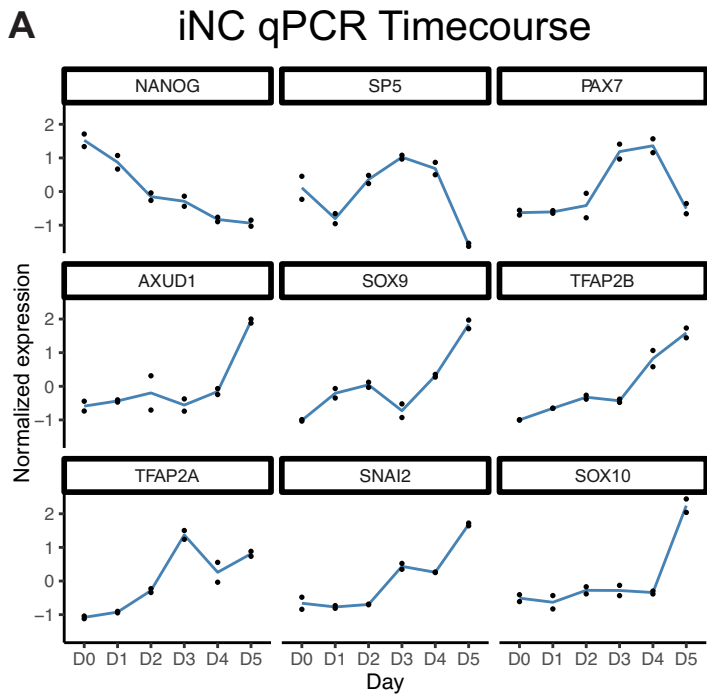 A
iNC qPCR Timecourse
NANOG SP5 PAX7
2
1
0
−1
AXUD1 SOX9 TFAP2B
2
1
0
−1
TFAP2A SNAI2 SOX10
2
1
0
−1
Normalized expression
D0 D1 D2 D3 D4 D5 D0 D1 D2 D3 D4 D5 D0 D1 D2 D3 D4 D5
Day